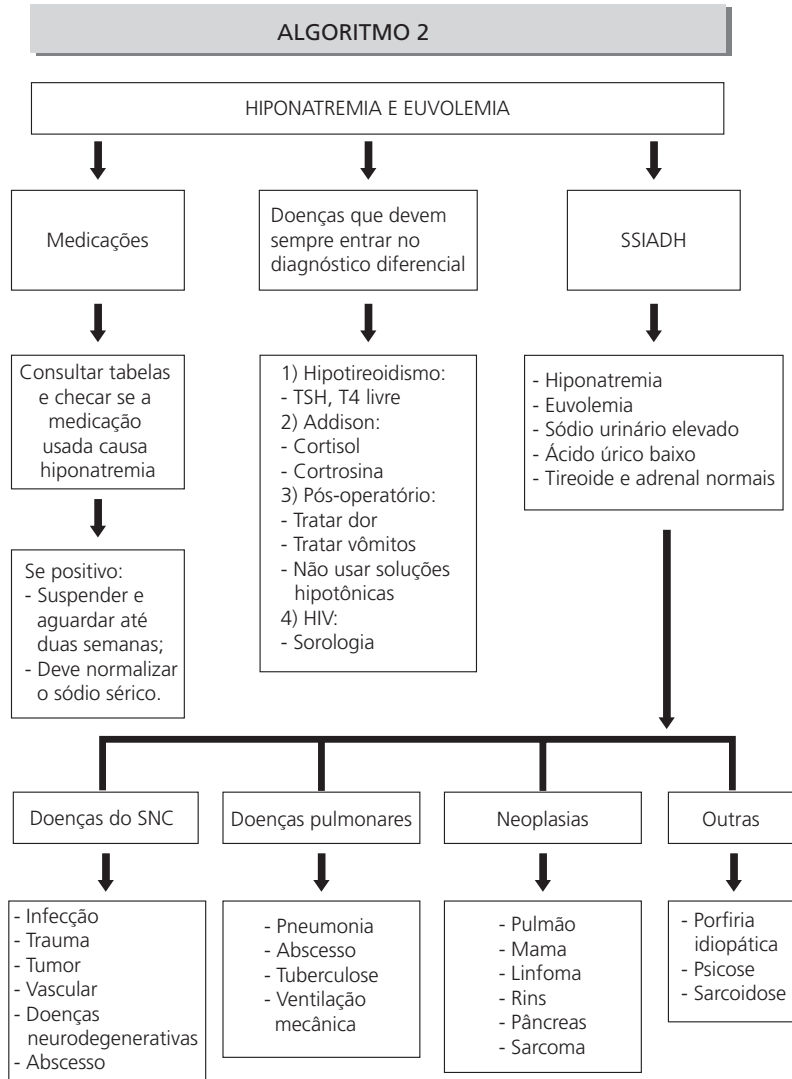 ALGORITMO 2
HIPONATREMIA E EUVOLEMIA
Medicações
Doenças que devem
sempre entrar no
diagnóstico diferencial
SSIADH
Consultar tabelas
e checar se a
medicação
usada causa
hiponatremia
1) Hipotireoidismo:
- TSH, T4 livre
2) Addison:
- Cortisol
- Cortrosina
3) Pós-operatório:
- Tratar dor
- Tratar vômitos
- Não usar soluções
hipotônicas
4) HIV:
- Sorologia
- Hiponatremia
- Euvolemia
- Sódio urinário elevado
- Ácido úrico baixo
- Tireoide e adrenal normais
Se positivo:
- Suspender e
aguardar até
duas semanas;
- Deve normalizar
o sódio sérico.
Doenças do SNC
Doenças pulmonares
Neoplasias
Outras
- Infecção
- Trauma
- Tumor
- Vascular
- Doenças
neurodegenerativas
- Abscesso
- Pneumonia
- Abscesso
- Tuberculose
- Ventilação
mecânica
- Pulmão
- Mama
- Linfoma
- Rins
- Pâncreas
- Sarcoma
- Porfiria
idiopática
- Psicose
- Sarcoidose